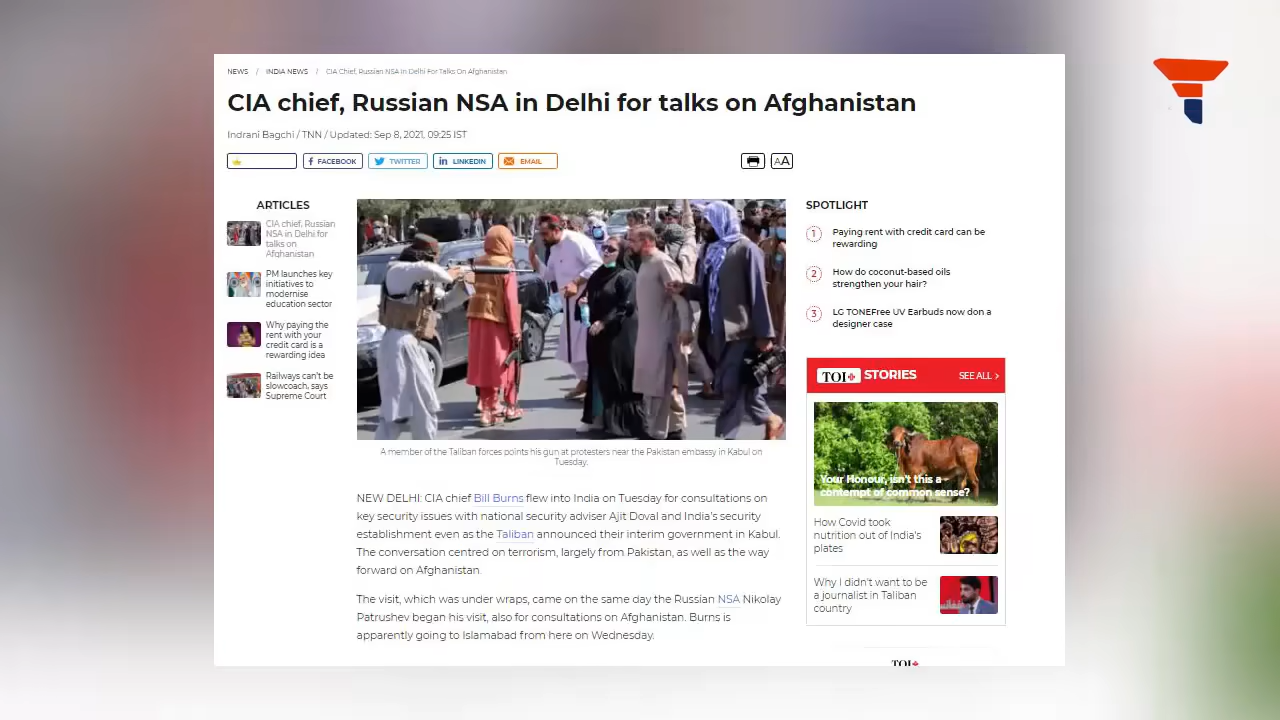 NEWS / INDIA NEWS / CIA Chief, Russian NSA In Delhi For Talks On Afghanistan
CIA chief, Russian NSA in Delhi for talks on Afghanistan
Indrani Bagchi / TNN / Updated: Sep 8, 2021, 09:25 IST
FACEBOOK
TWITTER
in LINKEDIN
EMAIL
AA
ARTICLES
CIA chief, Russian
NSA in Delhi for
talks on
Afghanistan
PM launches key
initiatives to
modernise
education sector
Why paying the
rent with your
credit card is a
rewarding idea
Railways can't be
slowcoach, says
Supreme Court
A member of the Taliban forces points his gun at protesters near the Pakistan embassy in Kabul on
Tuesday.
NEW DELHI: CIA chief Bill Burns flew into India on Tuesday for consultations on
key security issues with national security adviser Ajit Doval and India's security
establishment even as the Taliban announced their interim government in Kabul.
The conversation centred on terrorism, largely from Pakistan, as well as the way
forward on Afghanistan.
The visit, which was under wraps, came on the same day the Russian NSA Nikolay
Patrushev began his visit, also for consultations on Afghanistan. Burns is
apparently going to Islamabad from here on Wednesday.
SPOTLIGHT
1 Paying rent with credit card can be
rewarding
2 How do coconut-based oils
strengthen your hair?
3 LG TONEFree UV Earbuds now don a
designer case
TOI+ STORIES SEE ALL >
Your Honour, isn't this a
contempt of common sense?
How Covid took
nutrition out of India's
plates
Why I didn't want to be
a journalist in Taliban
country
TOI+